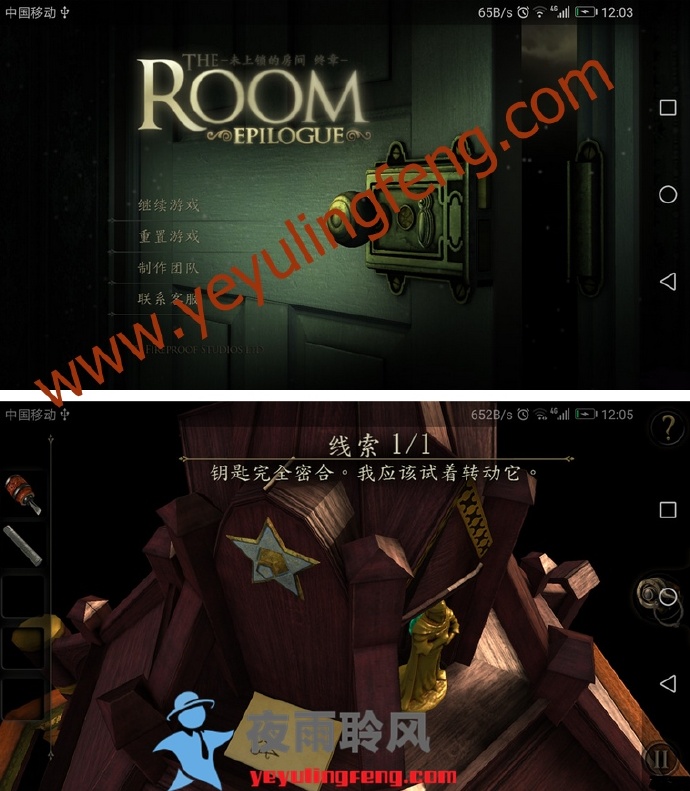 中国移动
65B/s 4G 12:03
THE -未上锁的房间 终章-
ROOM
EPILOGUE
继续游戏
重置游戏
制作团队
联系客服
FIREPROOF STUDIOS LTD
www.yeyulingfeng.com
中国移动
652B/s 4G 12:05
?
线索 1/1
钥匙完全密合。我应该试着转动它。
夜雨聆风
yeyulingfeng.com